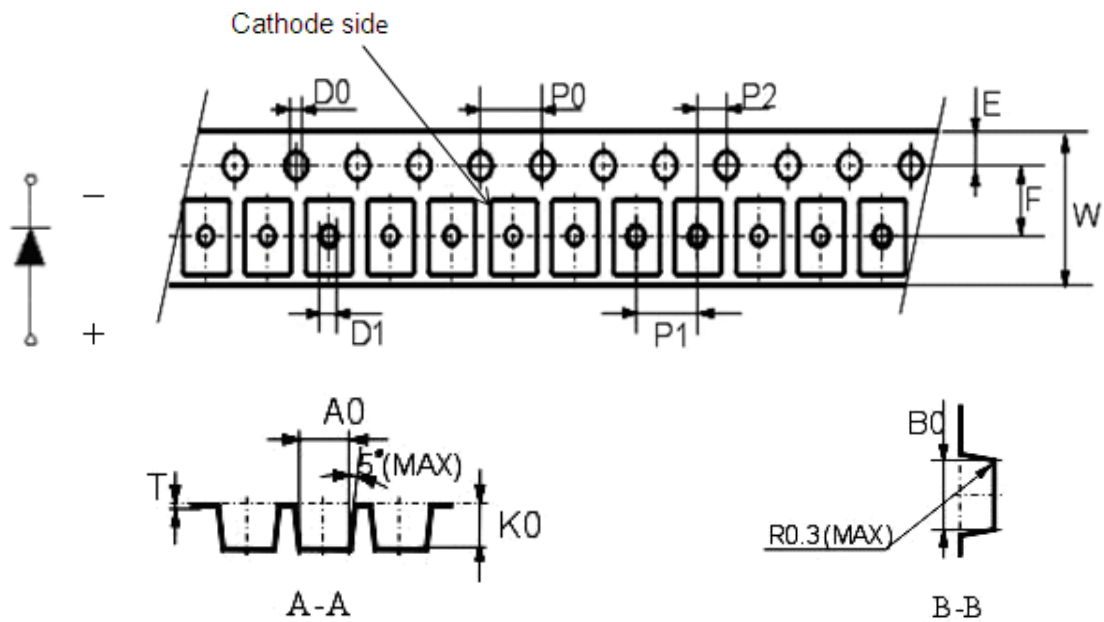 Cathode side
D0
P0
P2
E
−
F
W
+
D1
P1
A0
B0
5°(MAX)
T
K0
R0.3(MAX)
A-A
B-B